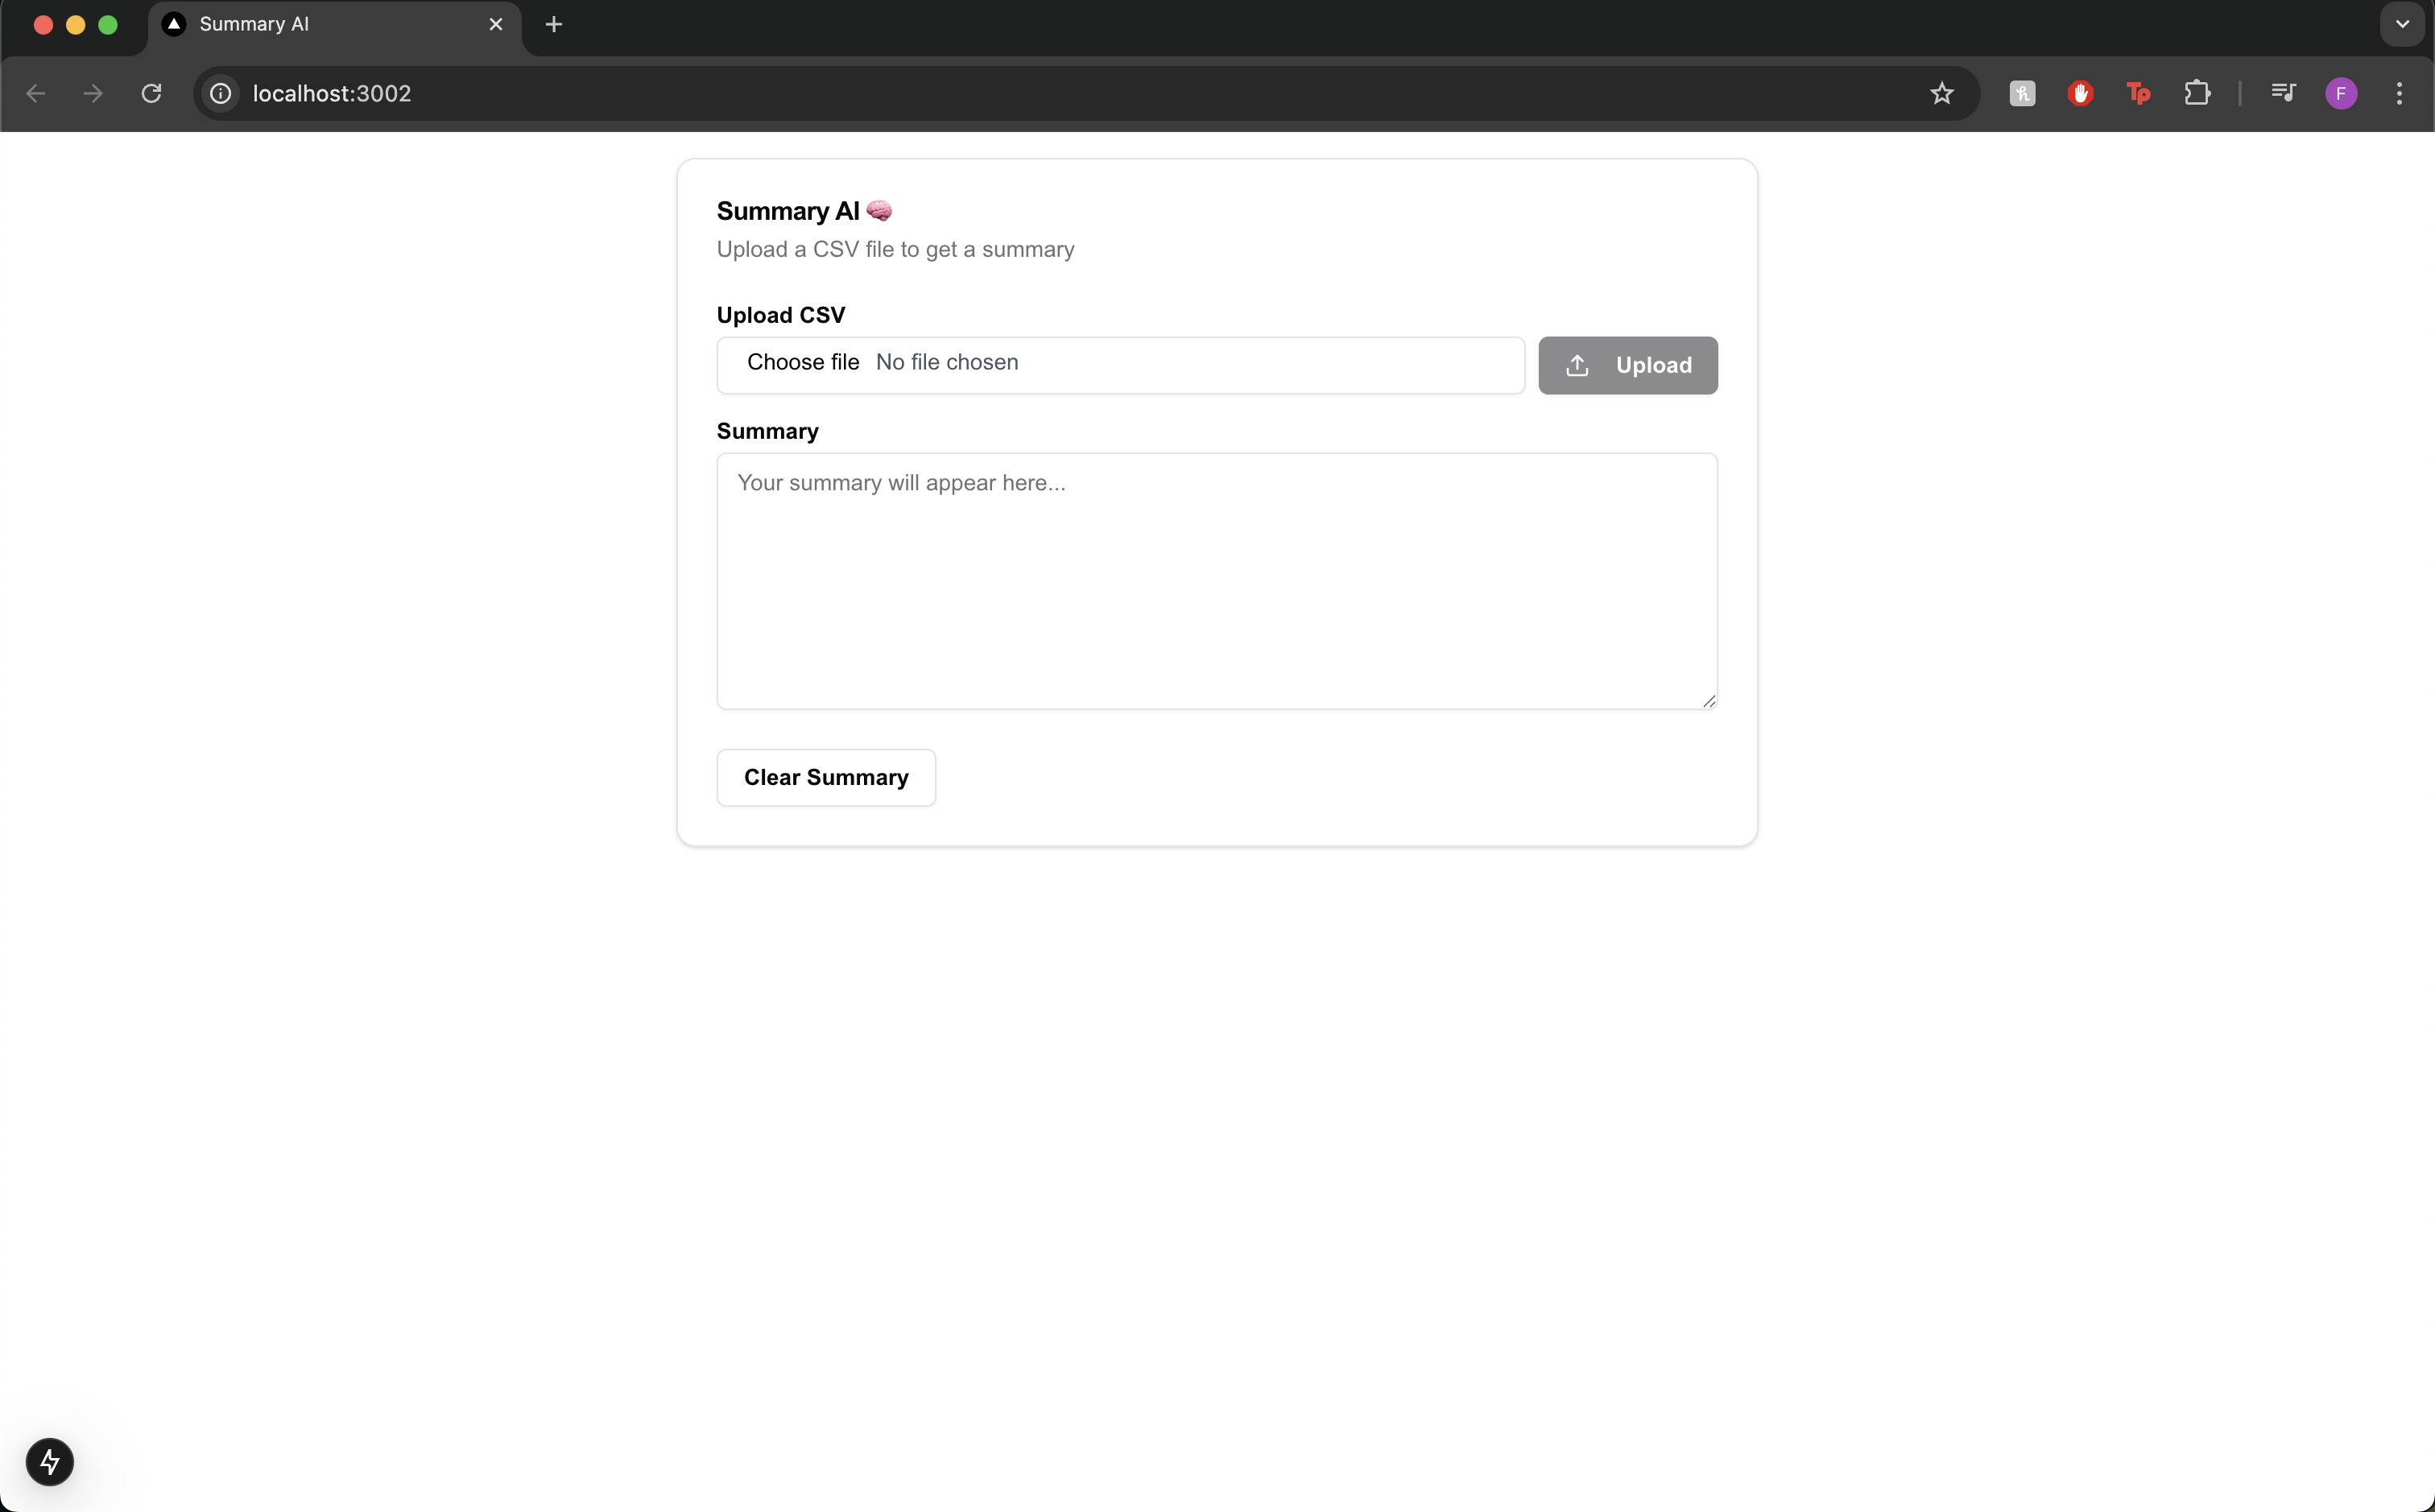 Summary AI
localhost:3002
Tp
F
Summary AI 🧠
Upload a CSV file to get a summary
Upload CSV
Choose file No file chosen
Upload
Summary
Your summary will appear here...
Clear Summary